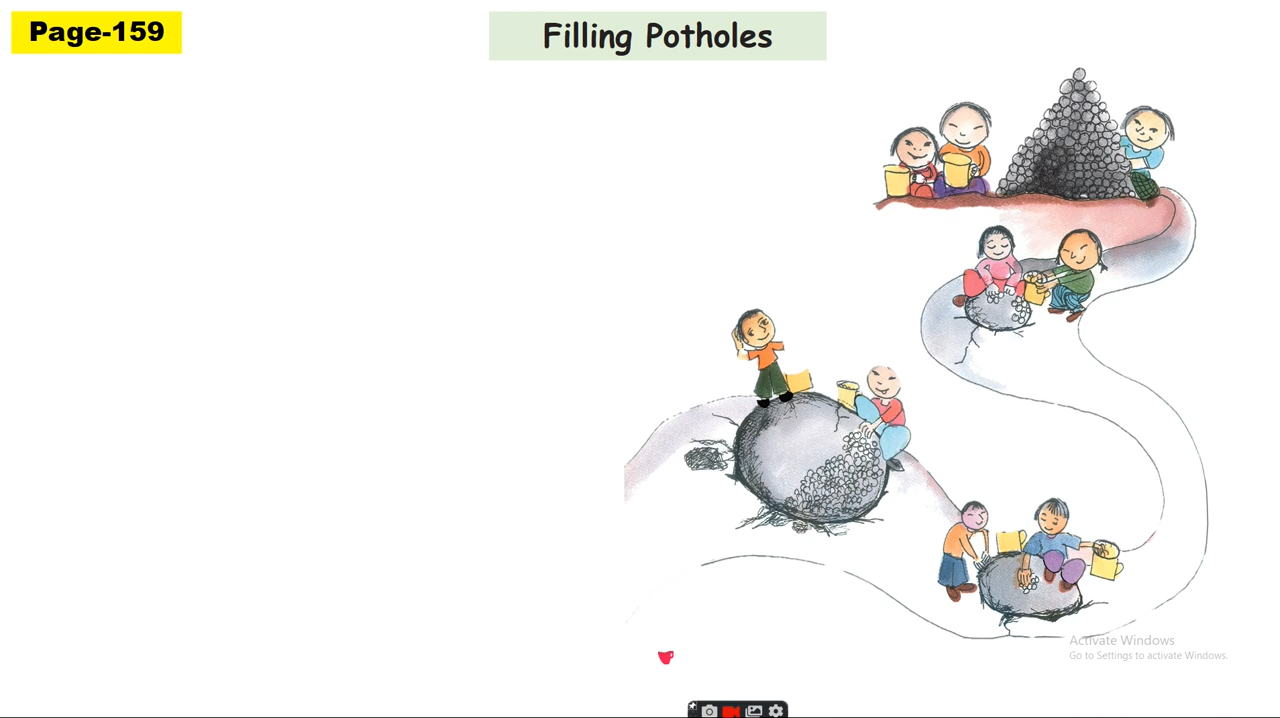 Page-159
Filling Potholes
Activate Windows
Go to Settings to activate Windows.